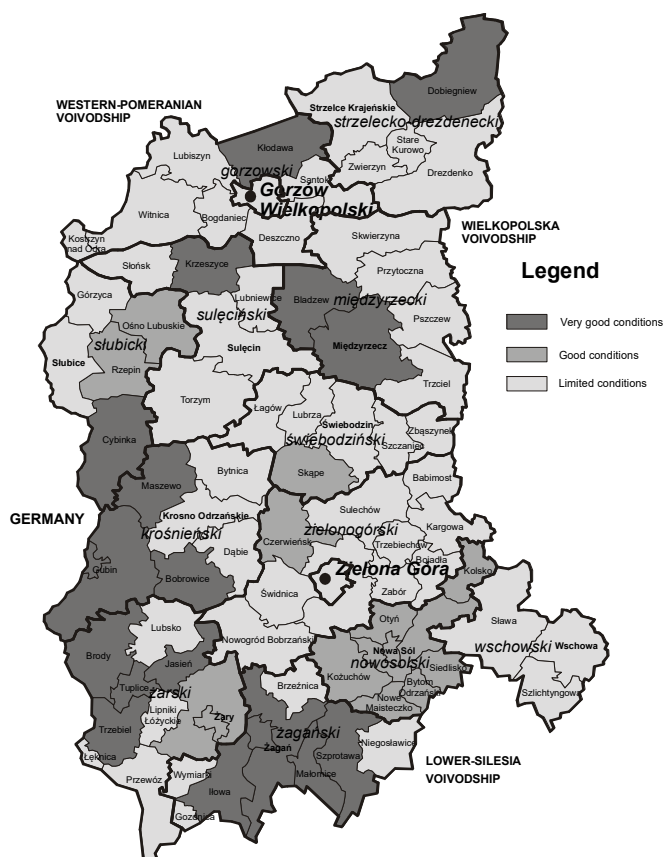 Dobiegniew
WESTERN-POMERANIAN
VOIVODSHIP
Strzelce Krajeńskie
strzelecko-drezdenecki
Kłodawa
Lubiszyn
Stare
Kurowo
gorzowski
Zwierzyn
Drezdenko
Santok
Gorzów
Wielkopolski
Witnica
Bogdaniec
WIELKOPOLSKA
VOIVODSHIP
Skwierzyna
Deszczno
Kostrzyn
nad Odrą
Krzeszyce
Słońsk
Przytoczna
Legend
Górzyca
Lubniewice
Bladzew
międzyrzecki
sulęciński
Pszczew
Very good conditions
Ośno Lubuskie
słubicki
Sulęcin
Międzyrzecz
Good conditions
Słubice
Rzepin
Trzciel
Limited conditions
Torzym
Łagów
Lubrza
Świebodzin
Zbąszynek
świebodziński
Szczaniec
Cybinka
Bytnica
Skąpe
Babimost
Maszewo
Sulechów
GERMANY
Krosno Odrzańskie
krośnieński
zielonogórski
Kargowa
Czerwieńsk
Trzebiechów
Dąbie
Bojadła
Zielona Góra
Kolsko
Gubin
Bobrowice
Zabór
Świdnica
Otyń
Sława
Lubsko
Nowogród Bobrzański
Nowa Sól
wschowski
Wschowa
Brody
nowosolski
Jasień
Siedlisko
Kożuchów
Bytom
Odrzański
Brzeźnica
Tuplice
żarski
Szlichtyngowa
Nowe
Maisteczko
Lipniki
Łóżyckie
Żary
Trzebiel
żagański
Niegosławice
Żagań
Szprotawa
Łęknica
LOWER-SILESIA
VOIVODSHIP
Przewóz
Wymiarki
Małomice
Iłowa
Gozdnica